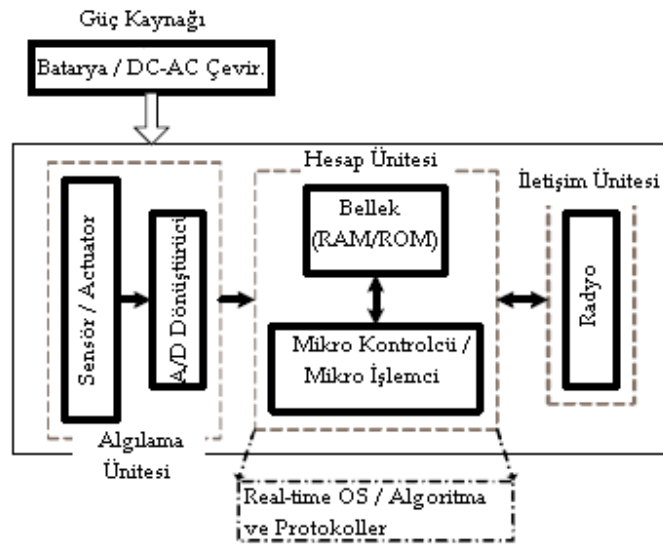 Güç Kaynağı
Batarya / DC-AC Çevir.
Hesap Ünitesi
İletişim Ünitesi
Bellek
(RAM/ROM)
Sensör / Actuator
A/D Dönüştürücü
Mikro Kontrolcü /
Mikro İşlemci
Radyo
Algılama
Ünitesi
Real-time OS / Algoritma
ve Protokoller